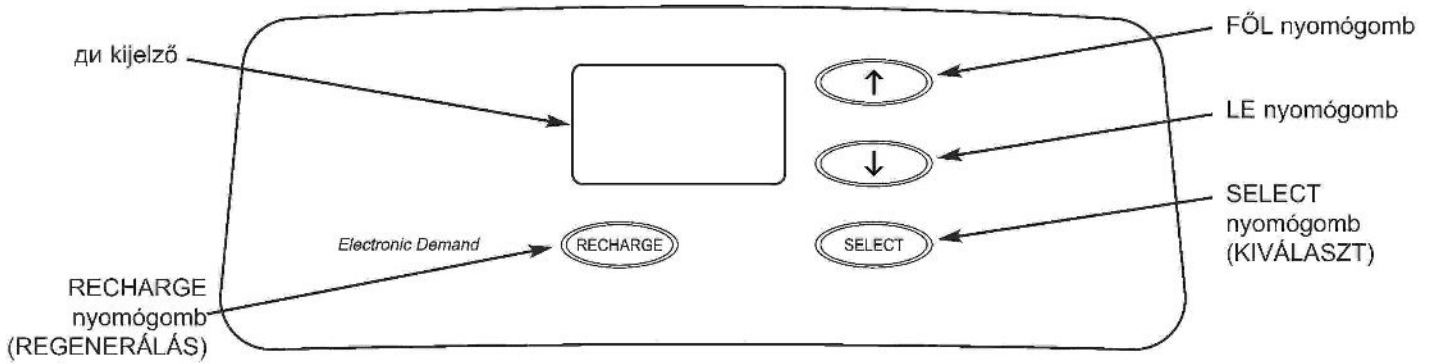 ди kijelző
FŐL nyomógomb
↑
LE nyomógomb
↓
SELECT
nyomógomb
(KIVÁLASZT)
Electronic Demand
RECHARGE
SELECT
RECHARGE
nyomógomb
(REGENERÁLÁS)